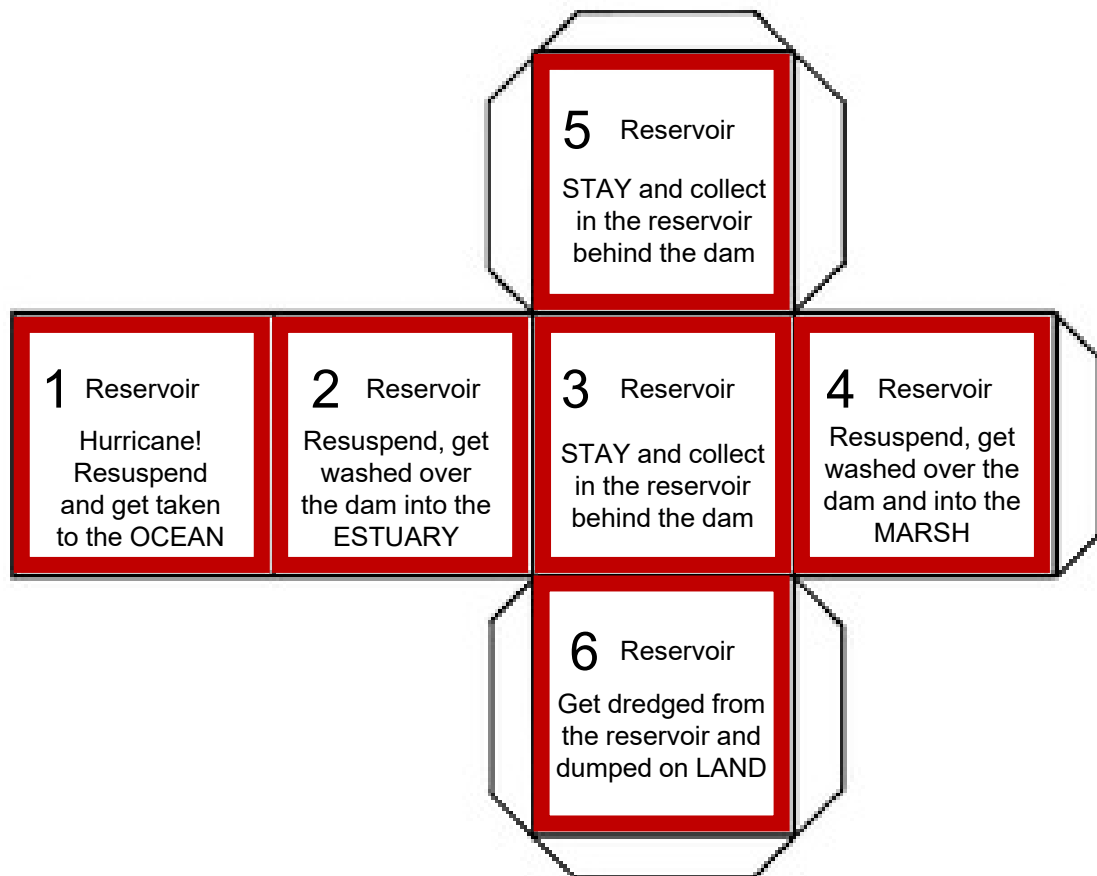 5 Reservoir
STAY and collect
in the reservoir
behind the dam
1 Reservoir
Hurricane!
Resuspend
and get taken
to the OCEAN
2 Reservoir
Resuspend, get
washed over
the dam into the
ESTUARY
3 Reservoir
STAY and collect
in the reservoir
behind the dam
4 Reservoir
Resuspend, get
washed over the
dam and into the
MARSH
6 Reservoir
Get dredged from
the reservoir and
dumped on LAND